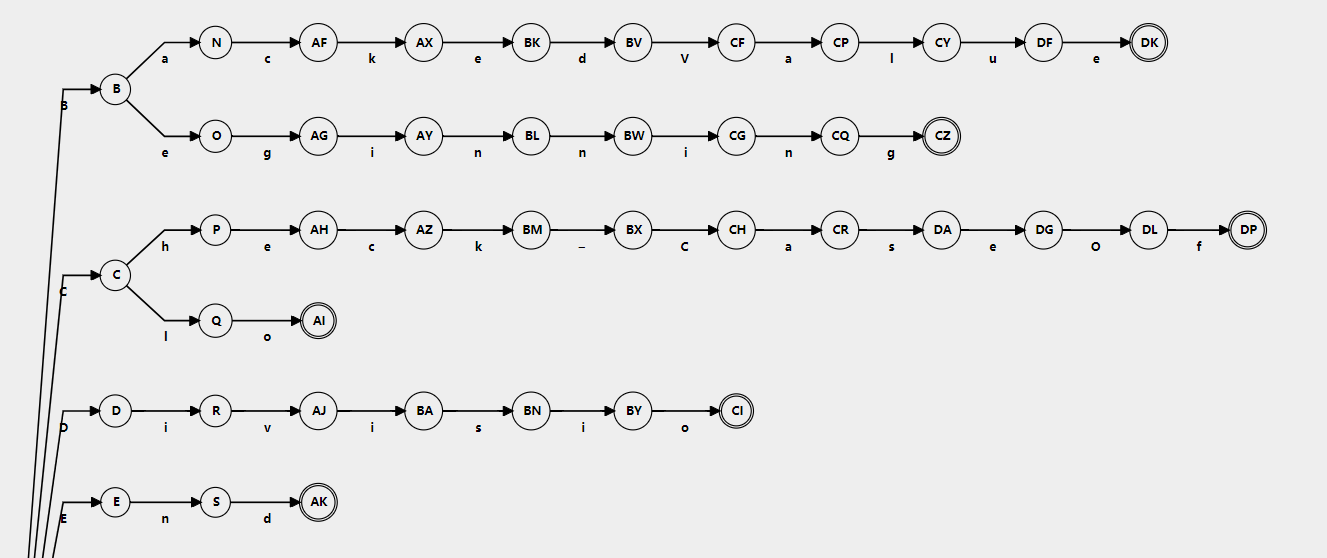 N AF AX BK BV CF CP CY DF DK
a c k e d V a l u e
B
B
O AG AY BL BW CG CQ CZ
e g i n n i n g
P AH AZ BM BX CH CR DA DG DL DP
h e c k _ C a s e O f
C
C
Q AI
l o
D R AJ BA BN BY CI
D i v i s i o
E S AK
E n d